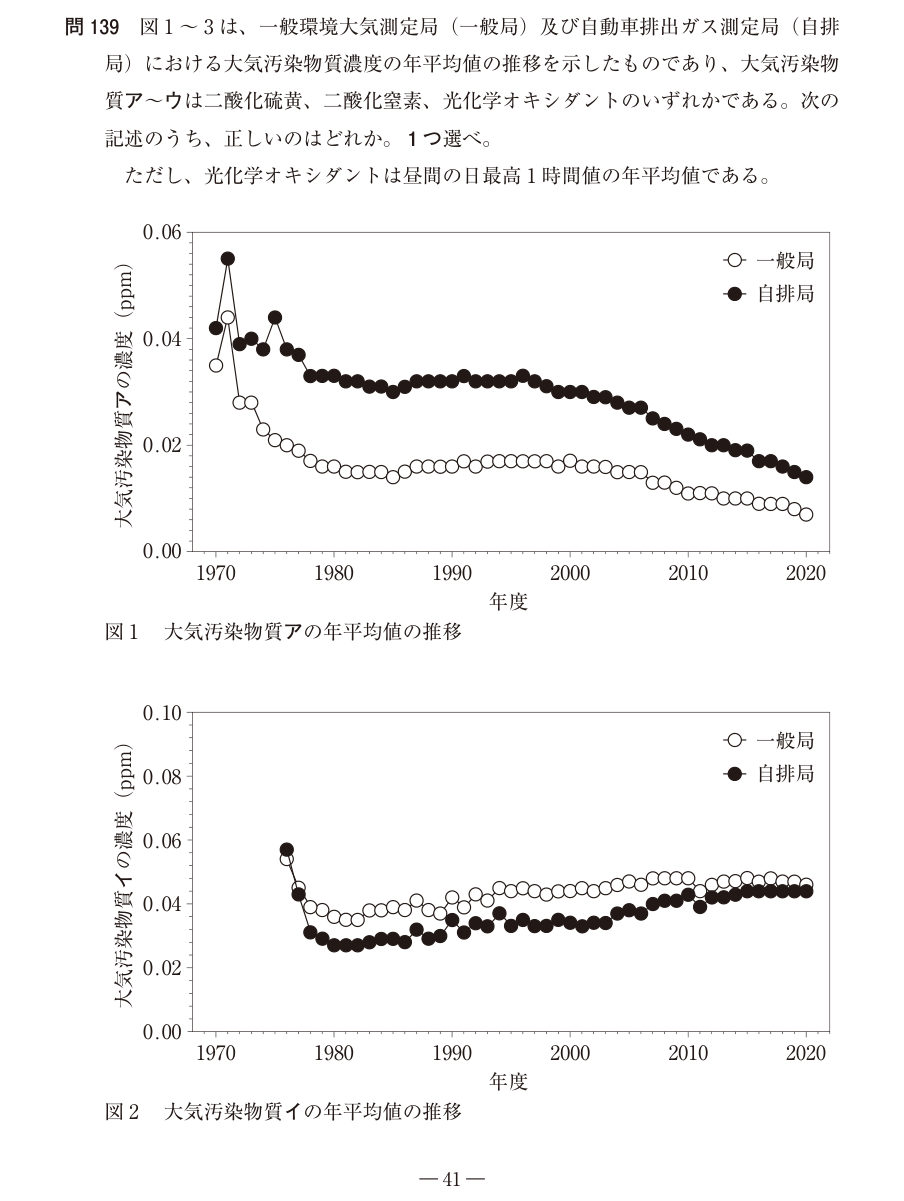 問 139 図1～3は、一般環境大気測定局（一般局）及び自動車排出ガス測定局（自排
局）における大気汚染物質濃度の年平均値の推移を示したものであり、大気汚染物
質ア～ウは二酸化硫黄、二酸化窒素、光化学オキシダントのいずれかである。次の
記述のうち、正しいのはどれか。1つ選べ。
ただし、光化学オキシダントは昼間の日最高1時間値の年平均値である。
大気汚染物質アの濃度（ppm）
0.06
0.04
0.02
0.00
一般局
自排局
1970 1980 1990 2000 2010 2020
年度
図1 大気汚染物質アの年平均値の推移
大気汚染物質イの濃度（ppm）
0.10
0.08
0.06
0.04
0.02
0.00
一般局
自排局
1970 1980 1990 2000 2010 2020
年度
図2 大気汚染物質イの年平均値の推移
― 41 ―